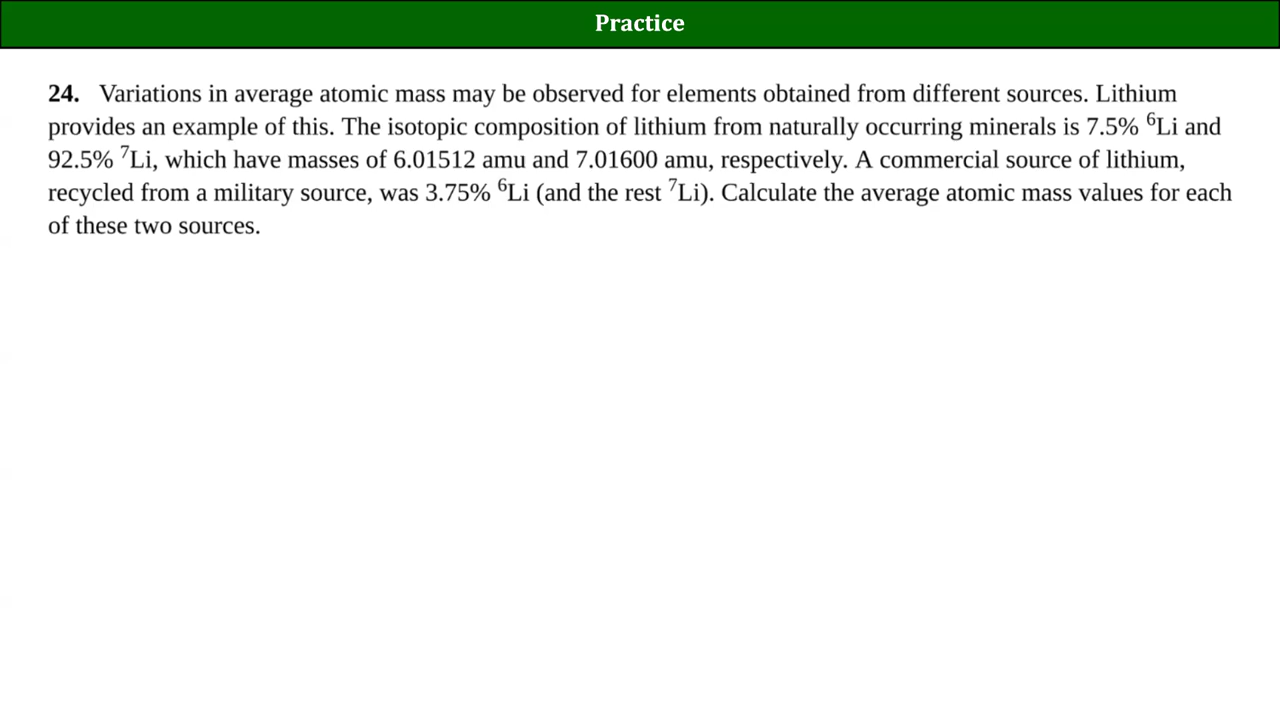 Practice
24. Variations in average atomic mass may be observed for elements obtained from different sources. Lithium
provides an example of this. The isotopic composition of lithium from naturally occurring minerals is 7.5% ⁶Li and
92.5% ⁷Li, which have masses of 6.01512 amu and 7.01600 amu, respectively. A commercial source of lithium,
recycled from a military source, was 3.75% ⁶Li (and the rest ⁷Li). Calculate the average atomic mass values for each
of these two sources.